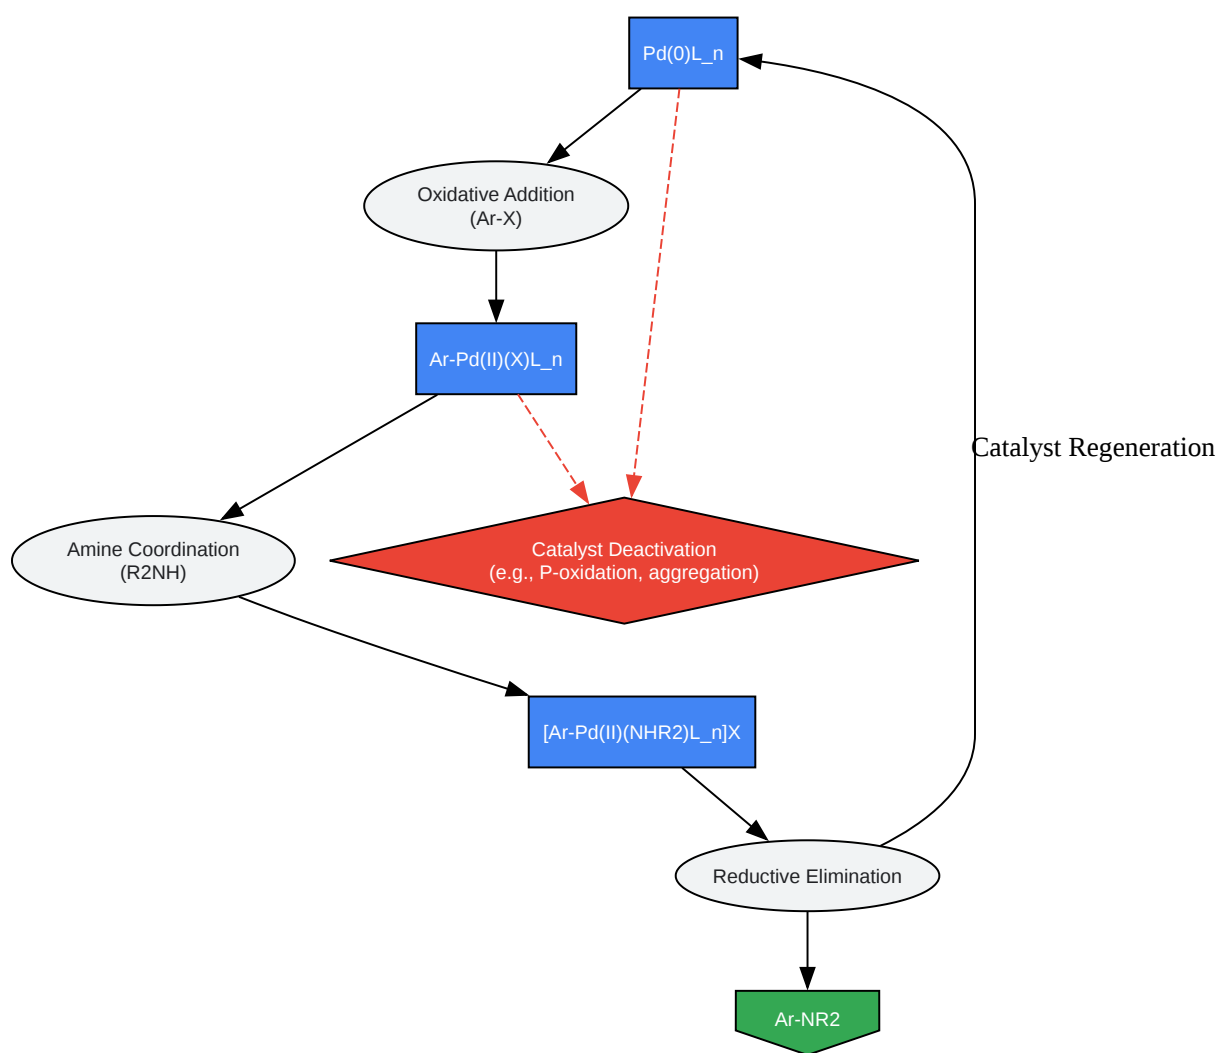 Pd(0)L_n
Oxidative Addition
(Ar-X)
Ar-Pd(II)(X)L_n
Catalyst Regeneration
Amine Coordination
(R2NH)
Catalyst Deactivation
(e.g., P-oxidation, aggregation)
[Ar-Pd(II)(NHR2)L_n]X
Reductive Elimination
Ar-NR2